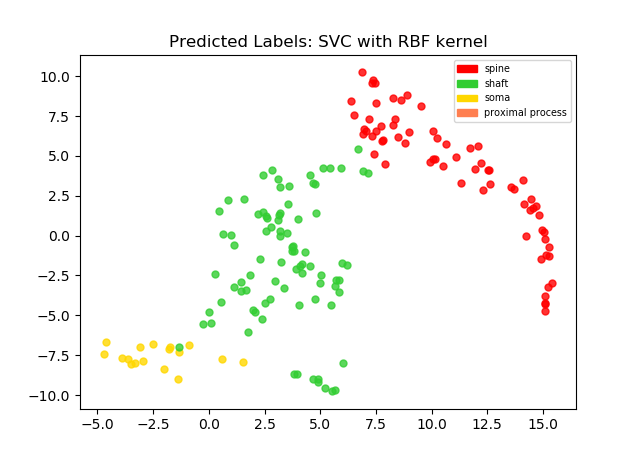 Predicted Labels: SVC with RBF kernel
spine
shaft
soma
proximal process
10.0
7.5
5.0
2.5
0.0
−2.5
−5.0
−7.5
−10.0
−5.0 −2.5 0.0 2.5 5.0 7.5 10.0 12.5 15.0